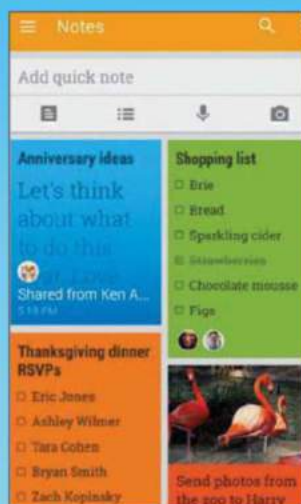 Notes
Add quick note
Anniversary ideas
Let's think
about what
to do this
Shared from Ken A...
5:18 PM
Thanksgiving dinner
RSVPs
Eric Jones
Ashley Wilmer
Tara Cohen
Bryan Smith
Zach Kopinsky
Shopping list
Brie
Bread
Sparkling cider
Strawberries
Chocolate mousse
Figs
Send photos from
the zoo to Harry